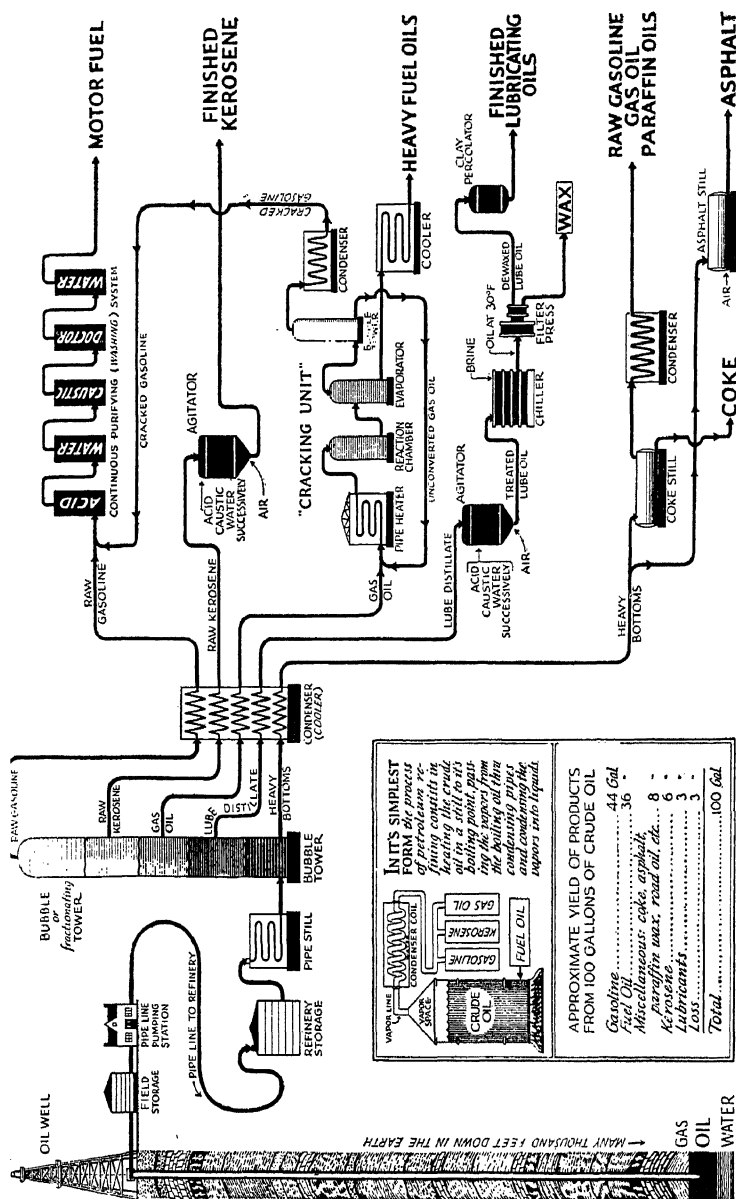 OIL WELL
FIELD
STORAGE
PIPE LINE
PUMPING
STATION
PIPE LINE TO REFINERY
REFINERY
STORAGE
PIPE STILL
BUBBLE
or
fractionating
TOWER
BUBBLE
TOWER
RAW GASOLINE
RAW
KEROSENE
GAS
OIL
LUBE
HEAVY
BOTTOMS
CONDENSER
(COOLER)
RAW
GASOLINE
ACID
WATER
CAUSTIC
DOCTOR
WATER
CONTINUOUS PURIFYING (WASHING) SYSTEM
MOTOR FUEL
CRACKED GASOLINE
RAW KEROSENE
AGITATOR
ACID
CAUSTIC
WATER
SUCCESSIVELY
AIR
FINISHED
KEROSENE
"CRACKING UNIT"
GAS
OIL
PIPE HEATER
REACTION
CHAMBER
EVAPORATOR
CONDENSER
CRACKED
GASOLINE
COOLER
UNCONVERTED GAS OIL
HEAVY FUEL OILS
LUBE DISTILLATE
AGITATOR
ACID
CAUSTIC
WATER
SUCCESSIVELY
AIR
TREATED
LUBE OIL
BRINE
CHILLER
OIL AT 30°F
FILTER
PRESS
DEWAXED
LUBE OIL
WAX
CLAY
PERCOLATOR
FINISHED
LUBRICATING
OILS
HEAVY
BOTTOMS
COKE STILL
COKE
CONDENSER
RAW GASOLINE
GAS OIL
PARAFFIN OILS
AIR
ASPHALT STILL
ASPHALT
MANY THOUSAND FEET DOWN IN THE EARTH
GAS
OIL
WATER
VAPOR LINE
VAPOR
SPACE
CRUDE
OIL
CONDENSER COIL
GASOLINE
KEROSENE
GAS OIL
FUEL OIL
IN IT'S SIMPLEST
FORM the process
of petroleum re-
fining consists in
heating the crude
oil in a still to it's
boiling point, pass-
ing the vapors from
the boiling oil thru
condensing pipes
and condensing the
vapors into liquids.
APPROXIMATE YIELD OF PRODUCTS
FROM 100 GALLONS OF CRUDE OIL
Gasoline.................44 Gal
Fuel Oil.................36 "
Miscellaneous: coke, asphalt,
paraffin wax, road oil, etc. 8 "
Kerosene.................6 "
Lubricants...............3 "
Loss.....................3 "
Total....................100 Gal